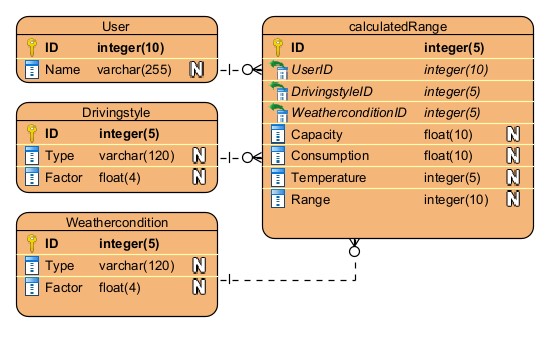 User
ID integer(10)
Name varchar(255) N
Drivingstyle
ID integer(5)
Type varchar(120) N
Factor float(4) N
Weathercondition
ID integer(5)
Type varchar(120) N
Factor float(4) N
calculatedRange
ID integer(5)
UserID integer(10)
DrivingstyleID integer(5)
WeatherconditionID integer(5)
Capacity float(10) N
Consumption float(10) N
Temperature integer(5) N
Range integer(10) N